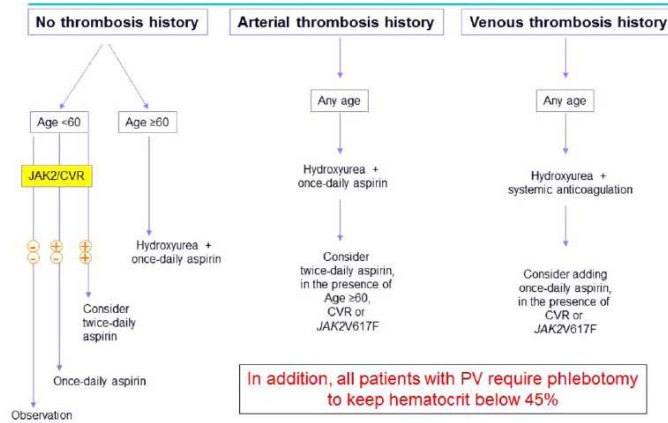 No thrombosis history
Arterial thrombosis history
Venous thrombosis history
Age <60
Age ≥60
Any age
Any age
JAK2/CVR
Hydroxyurea +
once-daily aspirin
Hydroxyurea +
systemic anticoagulation
- + +
- - +
Hydroxyurea +
once-daily aspirin
Consider
twice-daily aspirin,
in the presence of
Age ≥60,
CVR or
JAK2V617F
Consider adding
once-daily aspirin,
in the presence of
CVR or
JAK2V617F
Consider
twice-daily
aspirin
Once-daily aspirin
Observation
In addition, all patients with PV require phlebotomy
to keep hematocrit below 45%